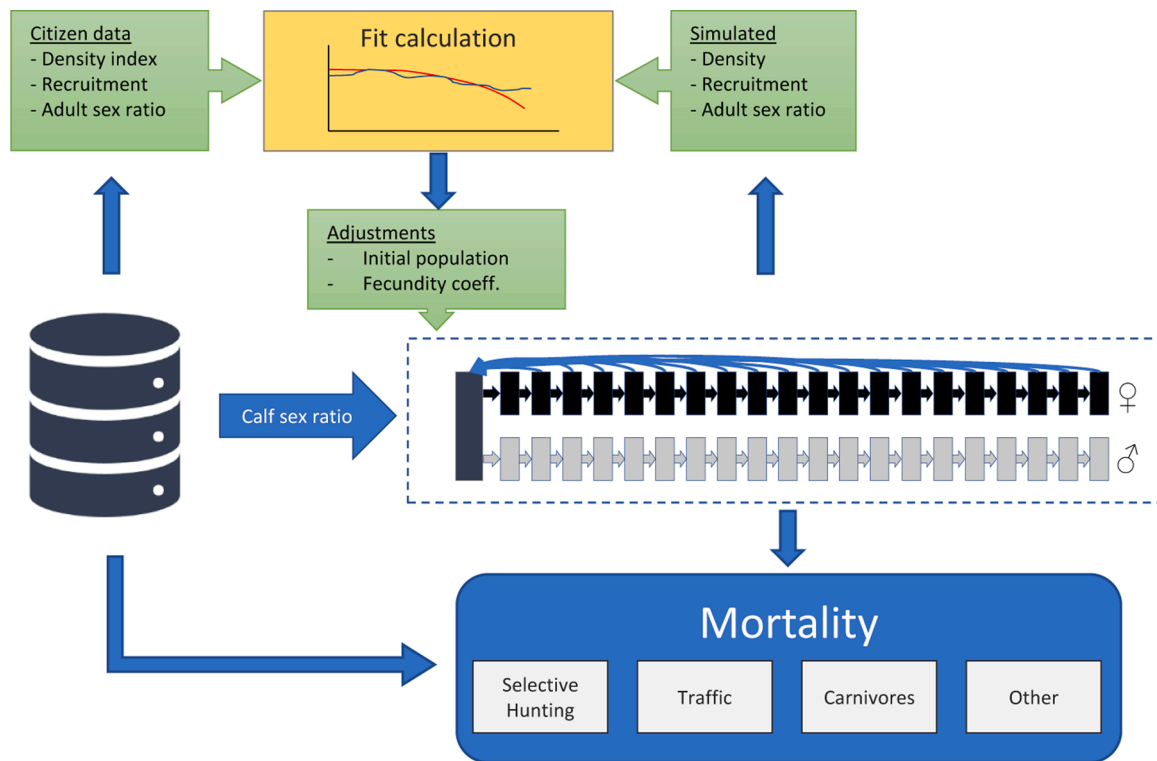 Citizen data
- Density index
- Recruitment
- Adult sex ratio
Fit calculation
Simulated
- Density
- Recruitment
- Adult sex ratio
Adjustments
- Initial population
- Fecundity coeff.
Calf sex ratio
♀
♂
Mortality
Selective
Hunting
Traffic
Carnivores
Other